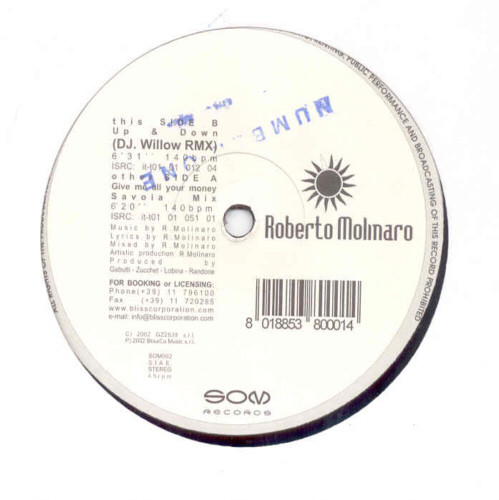 this SIDE B
Up & Down
(DJ. Willow RMX)
6'31'' 140bpm
ISRC: it-t01 01 012 04
other SIDE A
Give me all your money
Savoia Mix
6'20'' 140bpm
ISRC: it-t01 01 051 01
Music by R.Molinaro
Lyrics by R.Molinaro
Mixed by R.Molinaro
Artistic production R.Molinaro
Produced by
Gabutti - Zucchet - Lobina - Randone
FOR BOOKING or LICENSING:
Phone(+39) 11 796100
Fax (+39) 11 720285
www.blisscorporation.com
e-mail: info@blisscorporation.com
P) 2002 BlissCo Music s.r.l.
SOM002
S.I.A.E.
STEREO
45rpm
NUMB
Roberto Molinaro
8 018853 800014
SOM
RECORDS
PUBLIC PERFORMANCE AND BROADCASTING OF THIS RECORD PROHIBITED